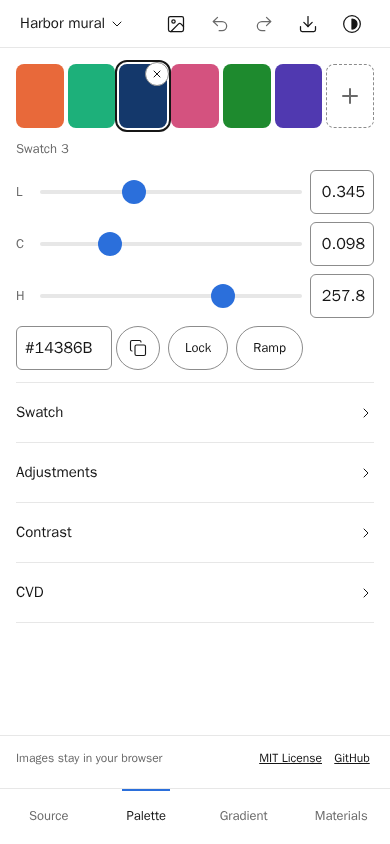 Harbor mural
Swatch 3
L 0.345
C 0.098
H 257.8
#14386B Lock Ramp
Swatch
Adjustments
Contrast
CVD
Images stay in your browser MIT License GitHub
Source Palette Gradient Materials